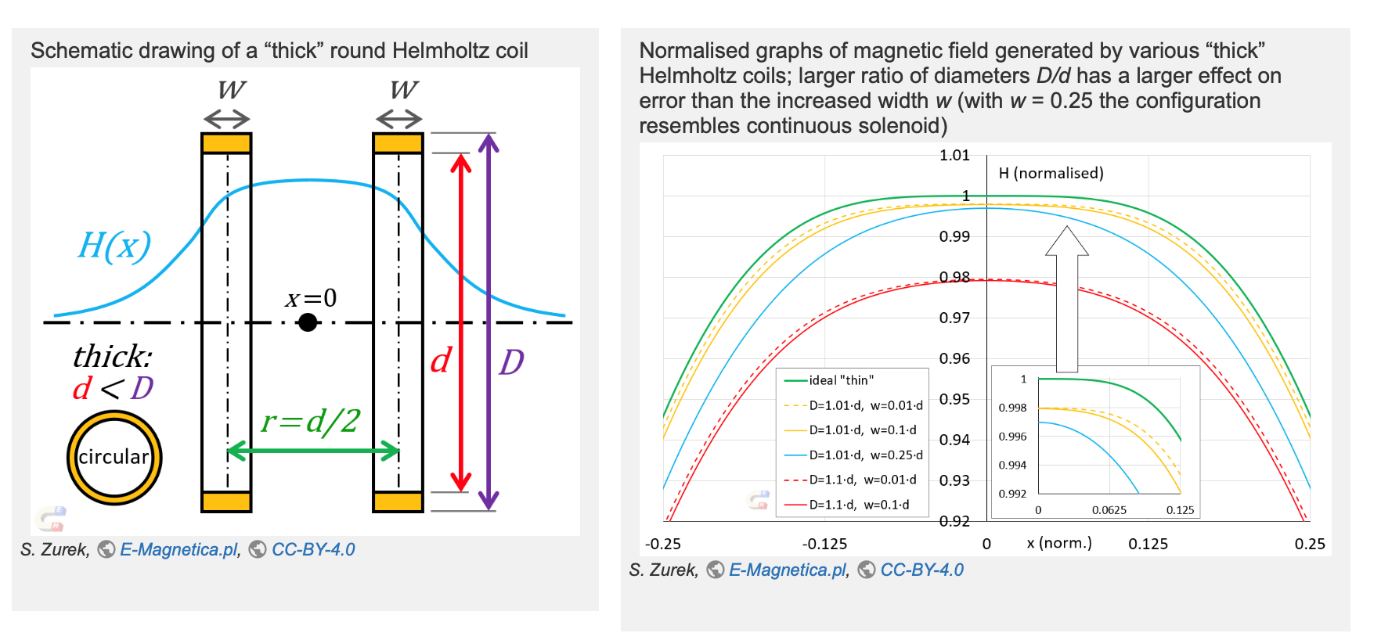 Schematic drawing of a “thick” round Helmholtz coil
W W
H(x)
x=0
thick:
d < D
d D
r=d/2
circular
S. Zurek, E-Magnetica.pl, CC-BY-4.0
Normalised graphs of magnetic field generated by various “thick”
Helmholtz coils; larger ratio of diameters D/d has a larger effect on
error than the increased width w (with w = 0.25 the configuration
resembles continuous solenoid)
1.01
H (normalised)
1
0.99
0.98
0.97
0.96
0.95
0.94
0.93
0.92
ideal "thin"
D=1.01·d, w=0.01·d
D=1.01·d, w=0.1·d
D=1.01·d, w=0.25·d
D=1.1·d, w=0.01·d
D=1.1·d, w=0.1·d
1
0.998
0.996
0.994
0.992
0 0.0625 0.125
-0.25 -0.125 0 x (norm.) 0.125 0.25
S. Zurek, E-Magnetica.pl, CC-BY-4.0